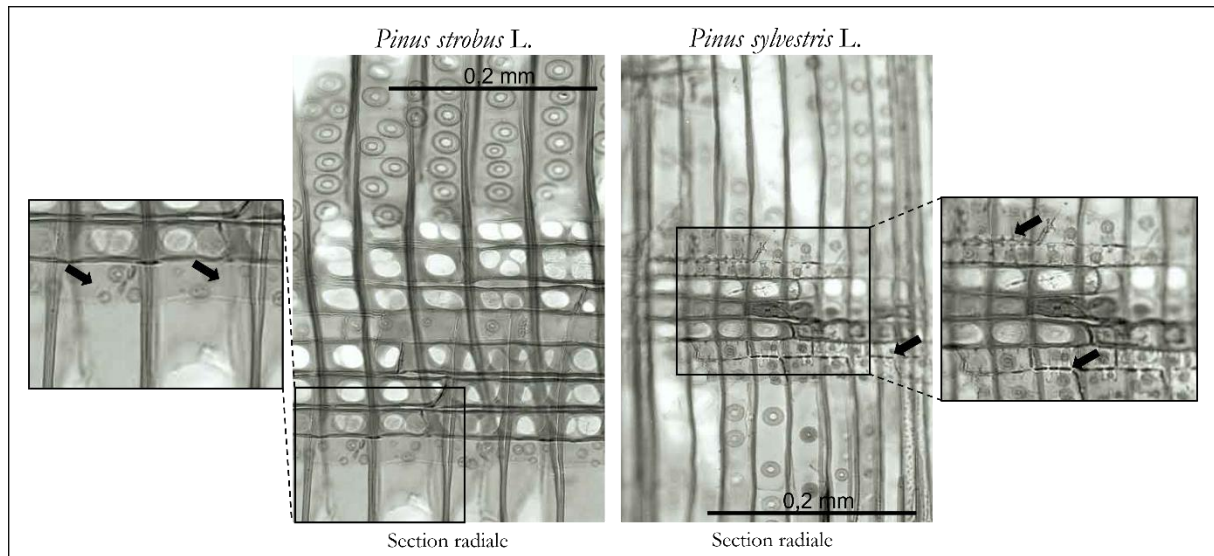 Pinus strobus L.
Pinus sylvestris L.
0,2 mm
0,2 mm
Section radiale
Section radiale